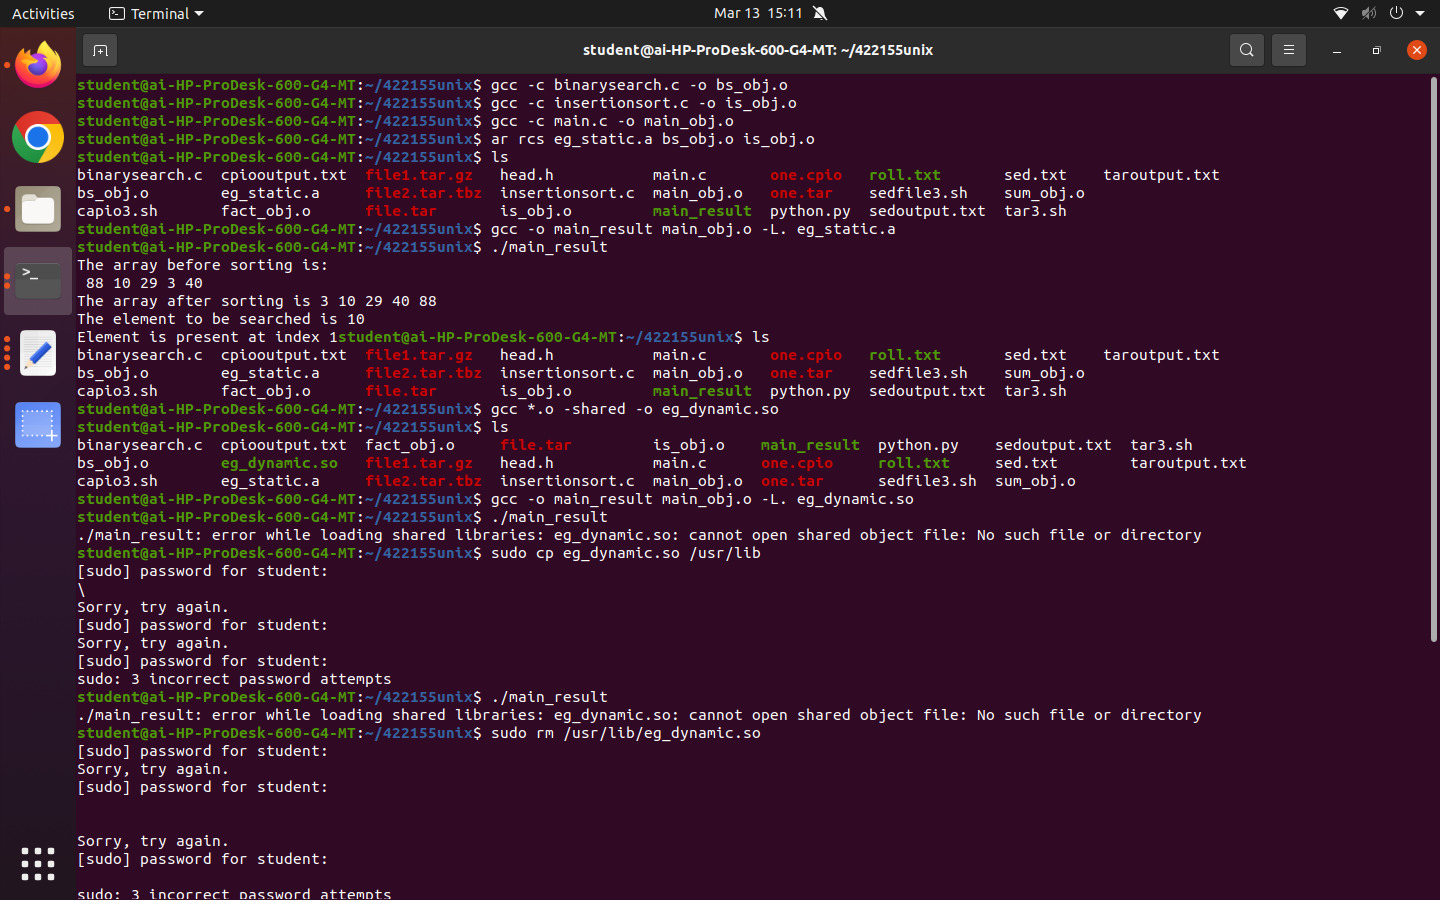 Activities Terminal Mar 13 15:11
student@ai-HP-ProDesk-600-G4-MT: ~/422155unix
student@ai-HP-ProDesk-600-G4-MT:~/422155unix$ gcc -c binarysearch.c -o bs_obj.o
student@ai-HP-ProDesk-600-G4-MT:~/422155unix$ gcc -c insertionsort.c -o is_obj.o
student@ai-HP-ProDesk-600-G4-MT:~/422155unix$ gcc -c main.c -o main_obj.o
student@ai-HP-ProDesk-600-G4-MT:~/422155unix$ ar rcs eg_static.a bs_obj.o is_obj.o
student@ai-HP-ProDesk-600-G4-MT:~/422155unix$ ls
binarysearch.c cpiooutput.txt file1.tar.gz head.h main.c one.cpio roll.txt sed.txt taroutput.txt
bs_obj.o eg_static.a file2.tar.tbz insertionsort.c main_obj.o one.tar sedfile3.sh sum_obj.o
capio3.sh fact_obj.o file.tar is_obj.o main_result python.py sedoutput.txt tar3.sh
student@ai-HP-ProDesk-600-G4-MT:~/422155unix$ gcc -o main_result main_obj.o -L. eg_static.a
student@ai-HP-ProDesk-600-G4-MT:~/422155unix$ ./main_result
The array before sorting is:
88 10 29 3 40
The array after sorting is 3 10 29 40 88
The element to be searched is 10
Element is present at index 1student@ai-HP-ProDesk-600-G4-MT:~/422155unix$ ls
binarysearch.c cpiooutput.txt file1.tar.gz head.h main.c one.cpio roll.txt sed.txt taroutput.txt
bs_obj.o eg_static.a file2.tar.tbz insertionsort.c main_obj.o one.tar sedfile3.sh sum_obj.o
capio3.sh fact_obj.o file.tar is_obj.o main_result python.py sedoutput.txt tar3.sh
student@ai-HP-ProDesk-600-G4-MT:~/422155unix$ gcc *.o -shared -o eg_dynamic.so
student@ai-HP-ProDesk-600-G4-MT:~/422155unix$ ls
binarysearch.c cpiooutput.txt fact_obj.o file.tar is_obj.o main_result python.py sedoutput.txt tar3.sh
bs_obj.o eg_dynamic.so file1.tar.gz head.h main.c one.cpio roll.txt sed.txt taroutput.txt
capio3.sh eg_static.a file2.tar.tbz insertionsort.c main_obj.o one.tar sedfile3.sh sum_obj.o
student@ai-HP-ProDesk-600-G4-MT:~/422155unix$ gcc -o main_result main_obj.o -L. eg_dynamic.so
student@ai-HP-ProDesk-600-G4-MT:~/422155unix$ ./main_result
./main_result: error while loading shared libraries: eg_dynamic.so: cannot open shared object file: No such file or directory
student@ai-HP-ProDesk-600-G4-MT:~/422155unix$ sudo cp eg_dynamic.so /usr/lib
[sudo] password for student:
\
Sorry, try again.
[sudo] password for student:
Sorry, try again.
[sudo] password for student:
sudo: 3 incorrect password attempts
student@ai-HP-ProDesk-600-G4-MT:~/422155unix$ ./main_result
./main_result: error while loading shared libraries: eg_dynamic.so: cannot open shared object file: No such file or directory
student@ai-HP-ProDesk-600-G4-MT:~/422155unix$ sudo rm /usr/lib/eg_dynamic.so
[sudo] password for student:
Sorry, try again.
[sudo] password for student:
Sorry, try again.
[sudo] password for student:
sudo: 3 incorrect password attempts